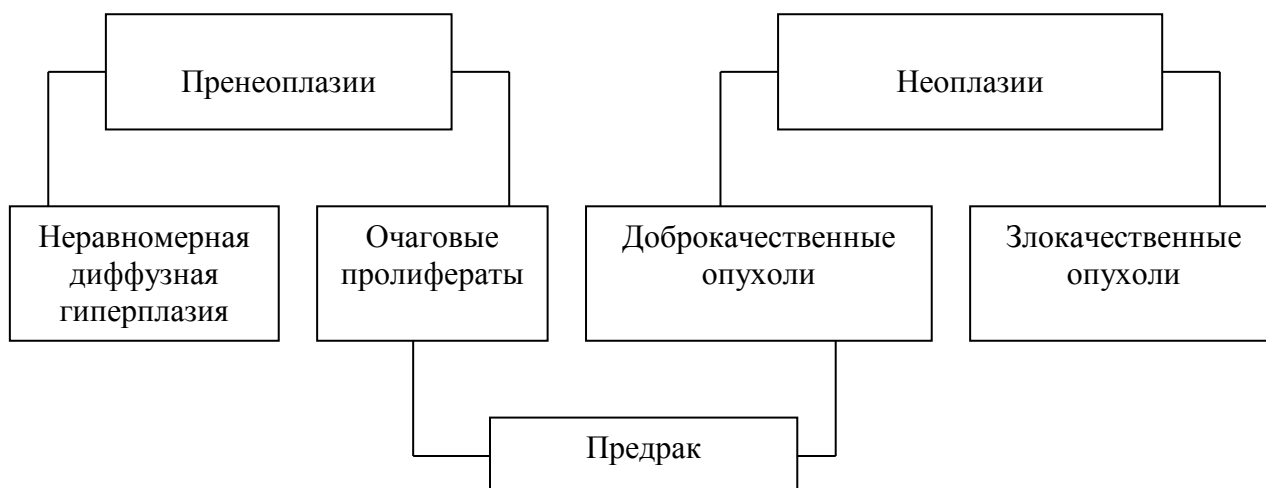 Пренеоплазии
Неоплазии
Неравномерная
диффузная
гиперплазия
Очаговые
пролифераты
Доброкачественные
опухоли
Злокачественные
опухоли
Предрак